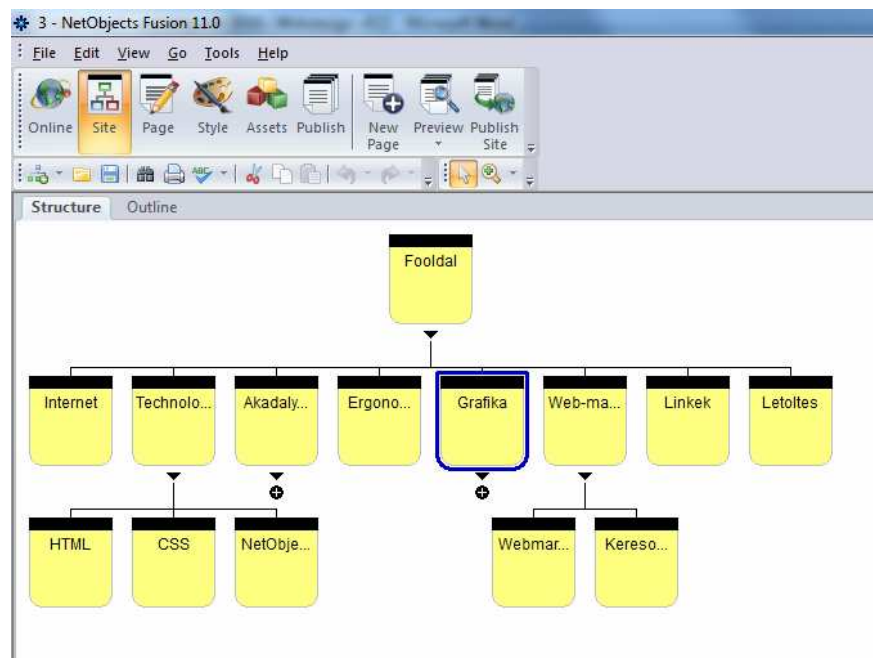 3 - NetObjects Fusion 11.0
File Edit View Go Tools Help
Online Site Page Style Assets Publish New Page Preview Publish Site
Structure Outline
Fooldal
Internet Technolo... Akadaly... Ergono... Grafika Web-ma... Linkek Letoltes
HTML CSS NetObje... Webmar... Kereso...